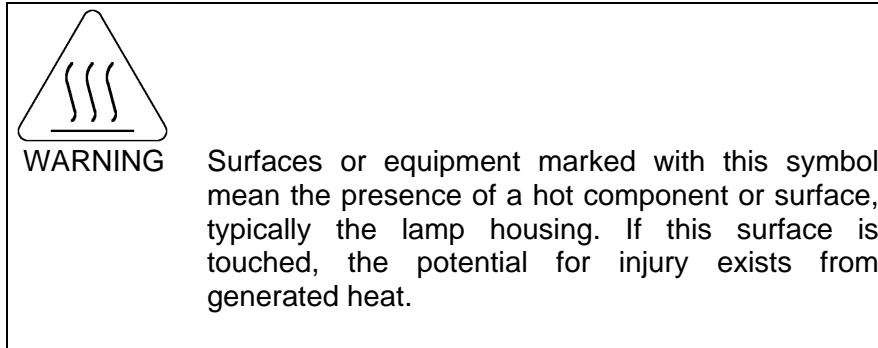 WARNING Surfaces or equipment marked with this symbol
mean the presence of a hot component or surface,
typically the lamp housing. If this surface is
touched, the potential for injury exists from
generated heat.